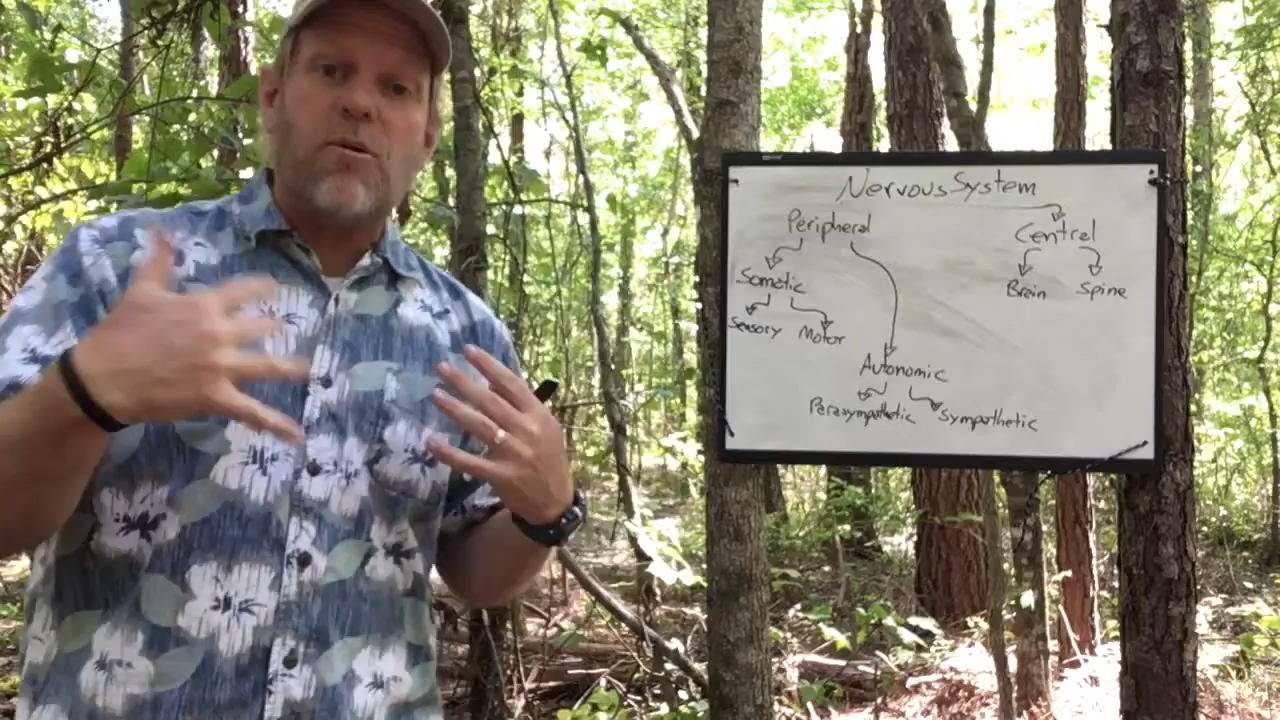 Nervous System
Peripheral
Central
Somatic
Brain
Spine
Sensory
Motor
Autonomic
Parasympathetic
Sympathetic